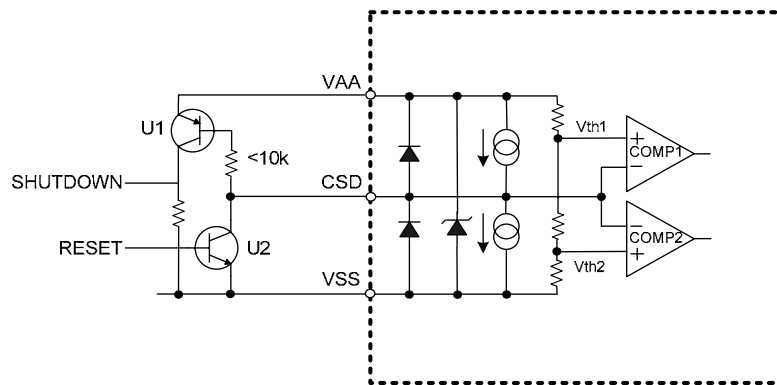 VAA
U1
Vth1
+
COMP1
−
<10k
SHUTDOWN
CSD
RESET
U2
−
COMP2
+
Vth2
VSS